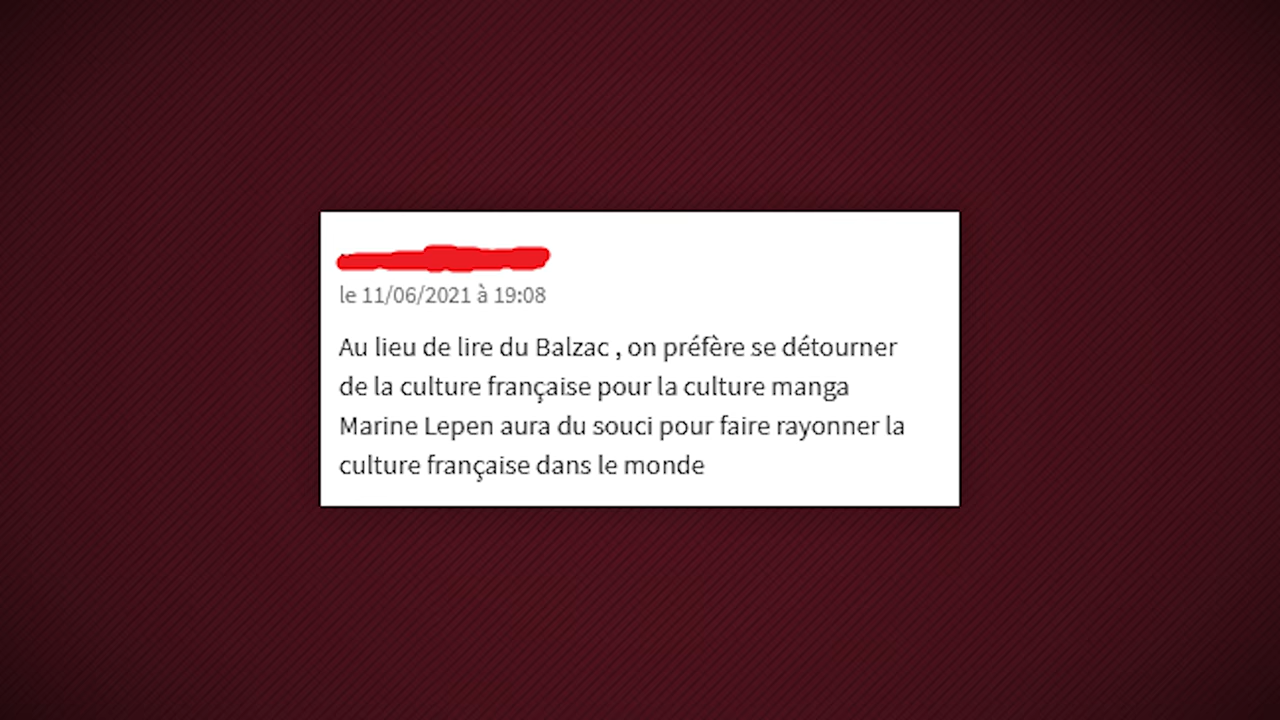 le 11/06/2021 à 19:08
Au lieu de lire du Balzac , on préfère se détourner
de la culture française pour la culture manga
Marine Lepen aura du souci pour faire rayonner la
culture française dans le monde